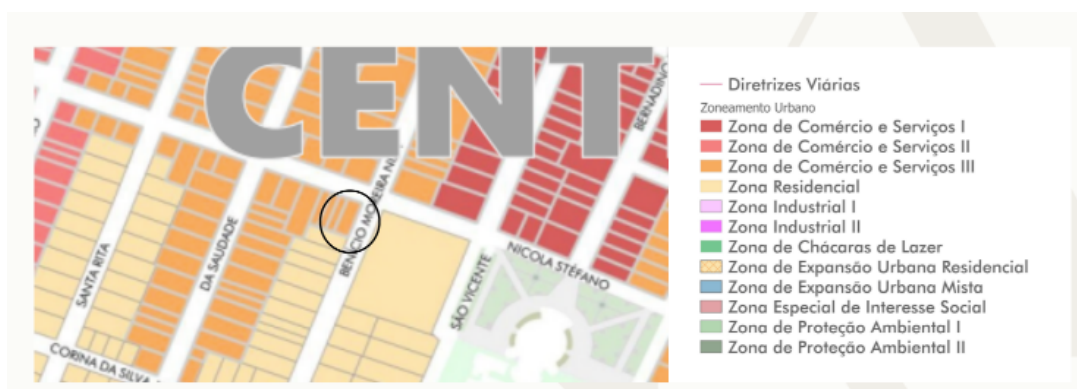 CENT
BERNADINO
BENÍCIO MOREIRA NU
DA SAUDADE
SANTA RITA
NICOLA STÉFANO
SÃO VICENTE
CORINA DA SILVA
Diretrizes Viárias
Zoneamento Urbano
Zona de Comércio e Serviços I
Zona de Comércio e Serviços II
Zona de Comércio e Serviços III
Zona Residencial
Zona Industrial I
Zona Industrial II
Zona de Chácaras de Lazer
Zona de Expansão Urbana Residencial
Zona de Expansão Urbana Mista
Zona Especial de Interesse Social
Zona de Proteção Ambiental I
Zona de Proteção Ambiental II